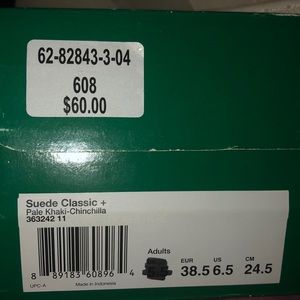 62-82843-3-04
608
$60.00
Suede Classic +
Pale Khaki-Chinchilla
363242 11
Adults
EUR US CM
38.5 6.5 24.5
8 89183 60896 4
UPC-A Made in Indonesia